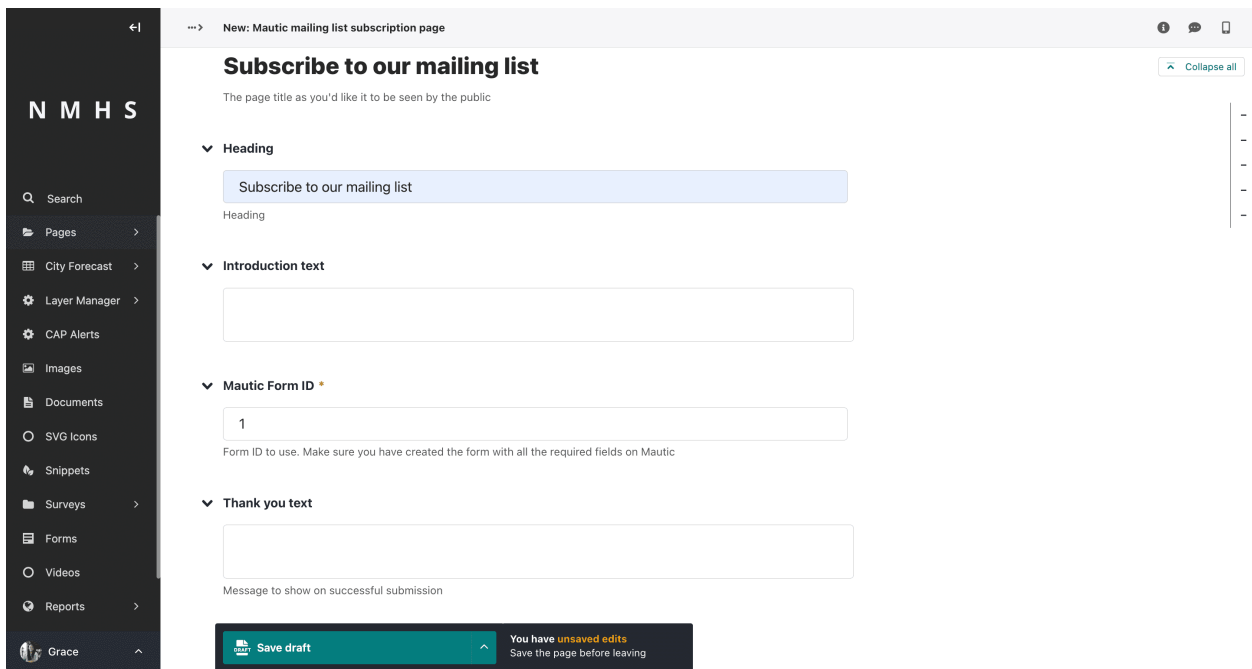 New: Mautic mailing list subscription page
Subscribe to our mailing list
Collapse all
The page title as you'd like it to be seen by the public
NMHS
Heading
Subscribe to our mailing list
Heading
Search
Pages
City Forecast
Layer Manager
CAP Alerts
Images
Documents
SVG Icons
Snippets
Surveys
Forms
Videos
Reports
Grace
Introduction text
Mautic Form ID *
1
Form ID to use. Make sure you have created the form with all the required fields on Mautic
Thank you text
Message to show on successful submission
DRAFT
Save draft
You have unsaved edits
Save the page before leaving